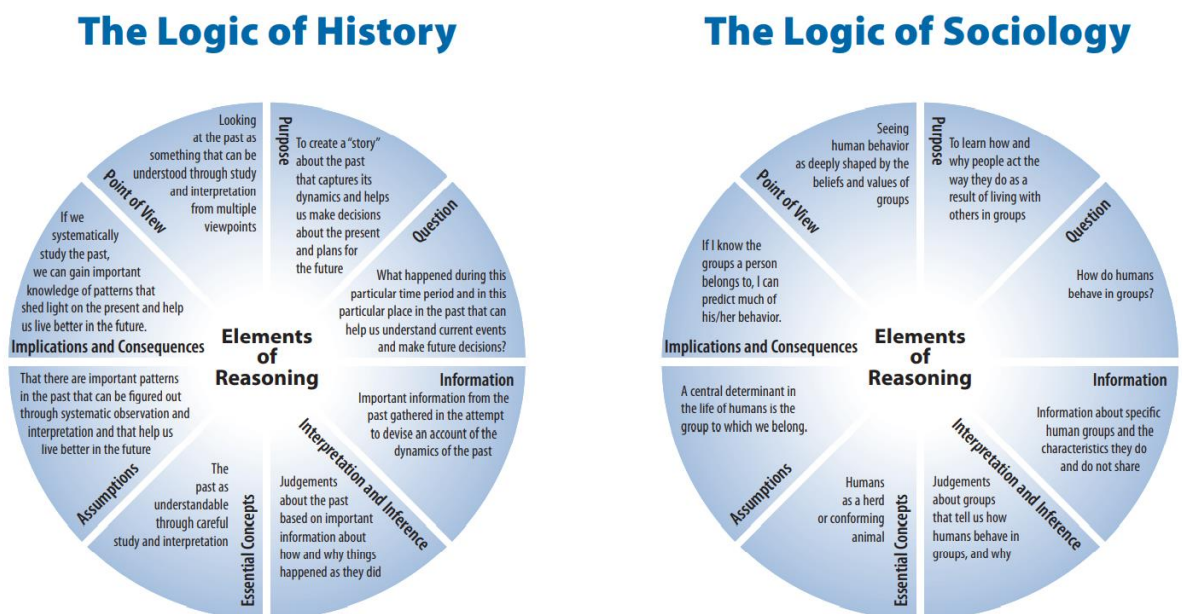 The Logic of History
Purpose
To create a “story”
about the past
that captures its
dynamics and helps
us make decisions
about the present
and plans for
the future
Question
What happened during this
particular time period and in this
particular place in the past that can
help us understand current events
and make future decisions?
Information
Important information from the
past gathered in the attempt
to devise an account of the
dynamics of the past
Interpretation and Inference
Judgements
about the past
based on important
information about
how and why things
happened as they did
Essential Concepts
The
past as
understandable
through careful
study and interpretation
Assumptions
That there are important patterns
in the past that can be figured out
through systematic observation and
interpretation and that help us
live better in the future
Implications and Consequences
If we
systematically
study the past,
we can gain important
knowledge of patterns that
shed light on the present and help
us live better in the future.
Point of View
Looking
at the past as
something that can be
understood through study
and interpretation
from multiple
viewpoints
Elements
of
Reasoning
The Logic of Sociology
Purpose
To learn how and
why people act the
way they do as a
result of living with
others in groups
Question
How do humans
behave in groups?
Information
Information about specific
human groups and the
characteristics they do
and do not share
Interpretation and Inference
Judgements
about groups
that tell us how
humans behave in
groups, and why
Essential Concepts
Humans
as a herd
or conforming
animal
Assumptions
A central determinant in
the life of humans is the
group to which we belong.
Implications and Consequences
If I know the
groups a person
belongs to, I can
predict much of
his/her behavior.
Point of View
Seeing
human behavior
as deeply shaped by the
beliefs and values of
groups
Elements
of
Reasoning